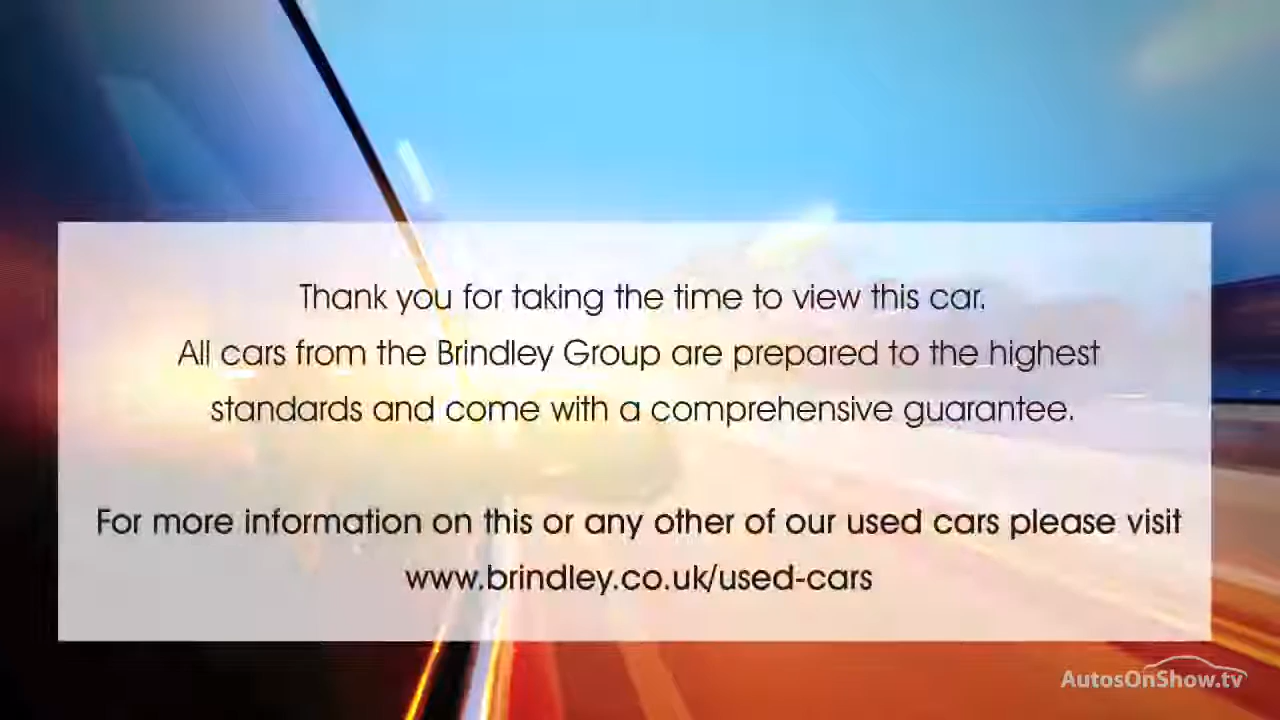 Thank you for taking the time to view this car.
All cars from the Brindley Group are prepared to the highest
standards and come with a comprehensive guarantee.
For more information on this or any other of our used cars please visit
www.brindley.co.uk/used-cars
AutosOnShow.tv